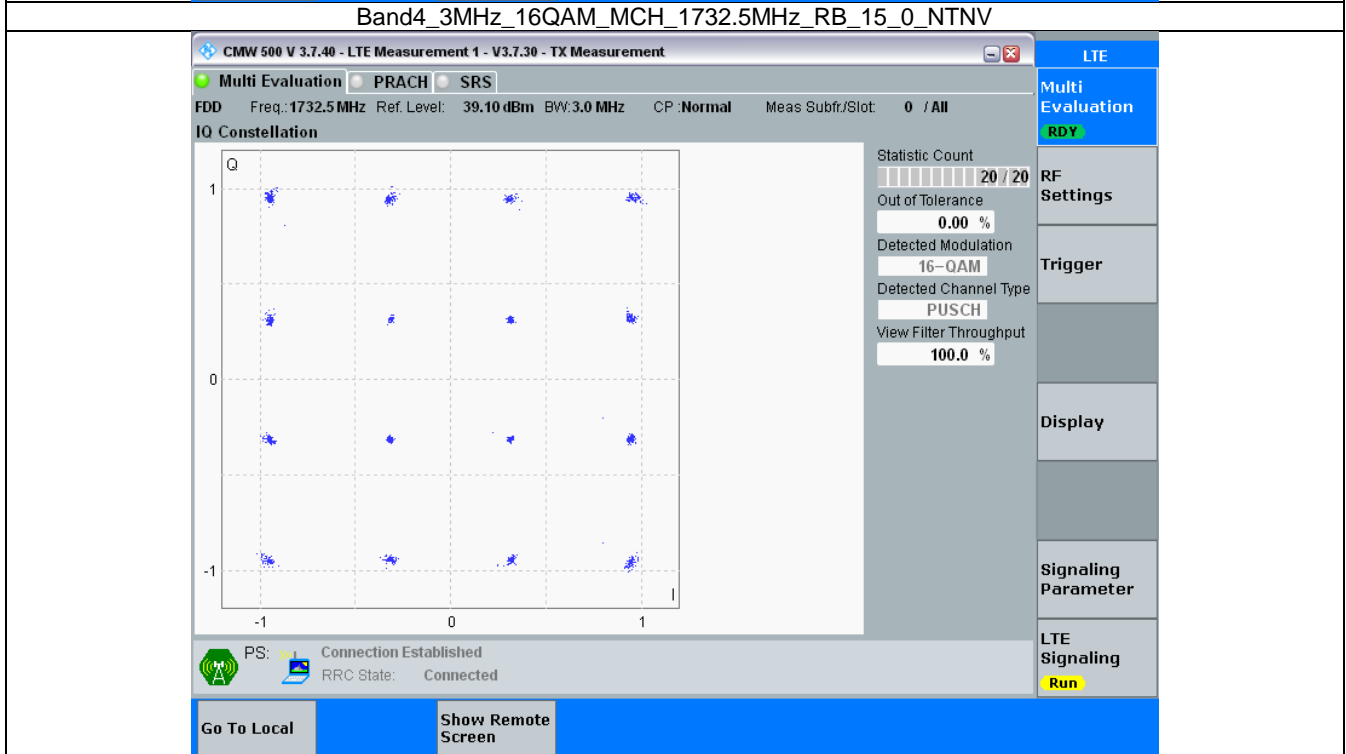 Band4_3MHz_16QAM_MCH_1732.5MHz_RB_15_0_NTNV
CMW 500 V 3.7.40 - LTE Measurement 1 - V3.7.30 - TX Measurement
LTE
Multi Evaluation PRACH SRS
Multi
Evaluation
RDY
FDD Freq.: 1732.5 MHz Ref. Level: 39.10 dBm BW: 3.0 MHz CP : Normal Meas Subfr./Slot: 0 / All
IQ Constellation
Q
1
0
-1
-1 0 1
I
Statistic Count
20 / 20
Out of Tolerance
0.00 %
Detected Modulation
16-QAM
Detected Channel Type
PUSCH
View Filter Throughput
100.0 %
RF
Settings
Trigger
Display
Signaling
Parameter
LTE
Signaling
Run
PS: Connection Established
RRC State: Connected
Go To Local
Show Remote
Screen